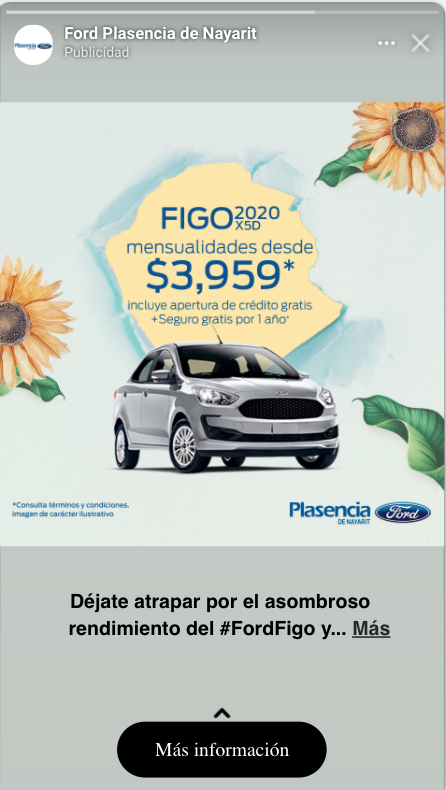 Ford Plasencia de Nayarit
Publicidad
Plasencia Ford
FIGO 2020
X5D
mensualidades desde
$3,959*
incluye apertura de crédito gratis
+Seguro gratis por 1 año*
*Consulta términos y condiciones.
Imagen de carácter ilustrativo
Plasencia Ford
DE NAYARIT
Déjate atrapar por el asombroso
rendimiento del #FordFigo y... Más
Más información